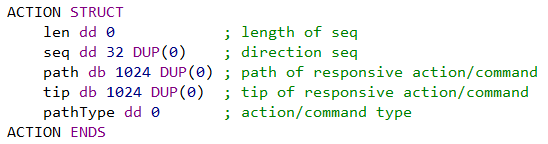 ACTION STRUCT
    len dd 0             ; length of seq
    seq dd 32 DUP(0)     ; direction seq
    path db 1024 DUP(0) ; path of responsive action/command
    tip db 1024 DUP(0)  ; tip of responsive action/command
    pathType dd 0        ; action/command type
ACTION ENDS